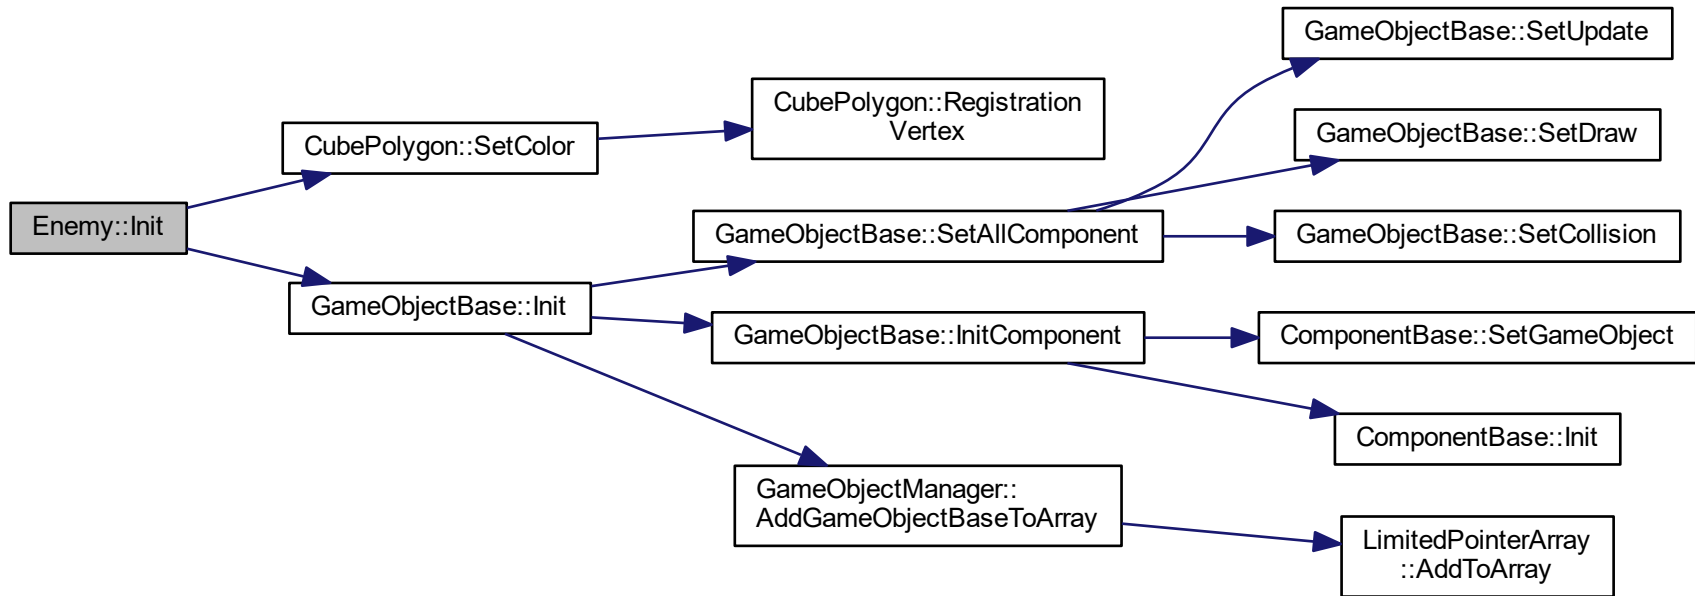 Enemy::Init
CubePolygon::SetColor
CubePolygon::Registration
Vertex
GameObjectBase::Init
GameObjectBase::SetAllComponent
GameObjectBase::SetUpdate
GameObjectBase::SetDraw
GameObjectBase::SetCollision
GameObjectBase::InitComponent
ComponentBase::SetGameObject
ComponentBase::Init
GameObjectManager::
AddGameObjectBaseToArray
LimitedPointerArray
::AddToArray